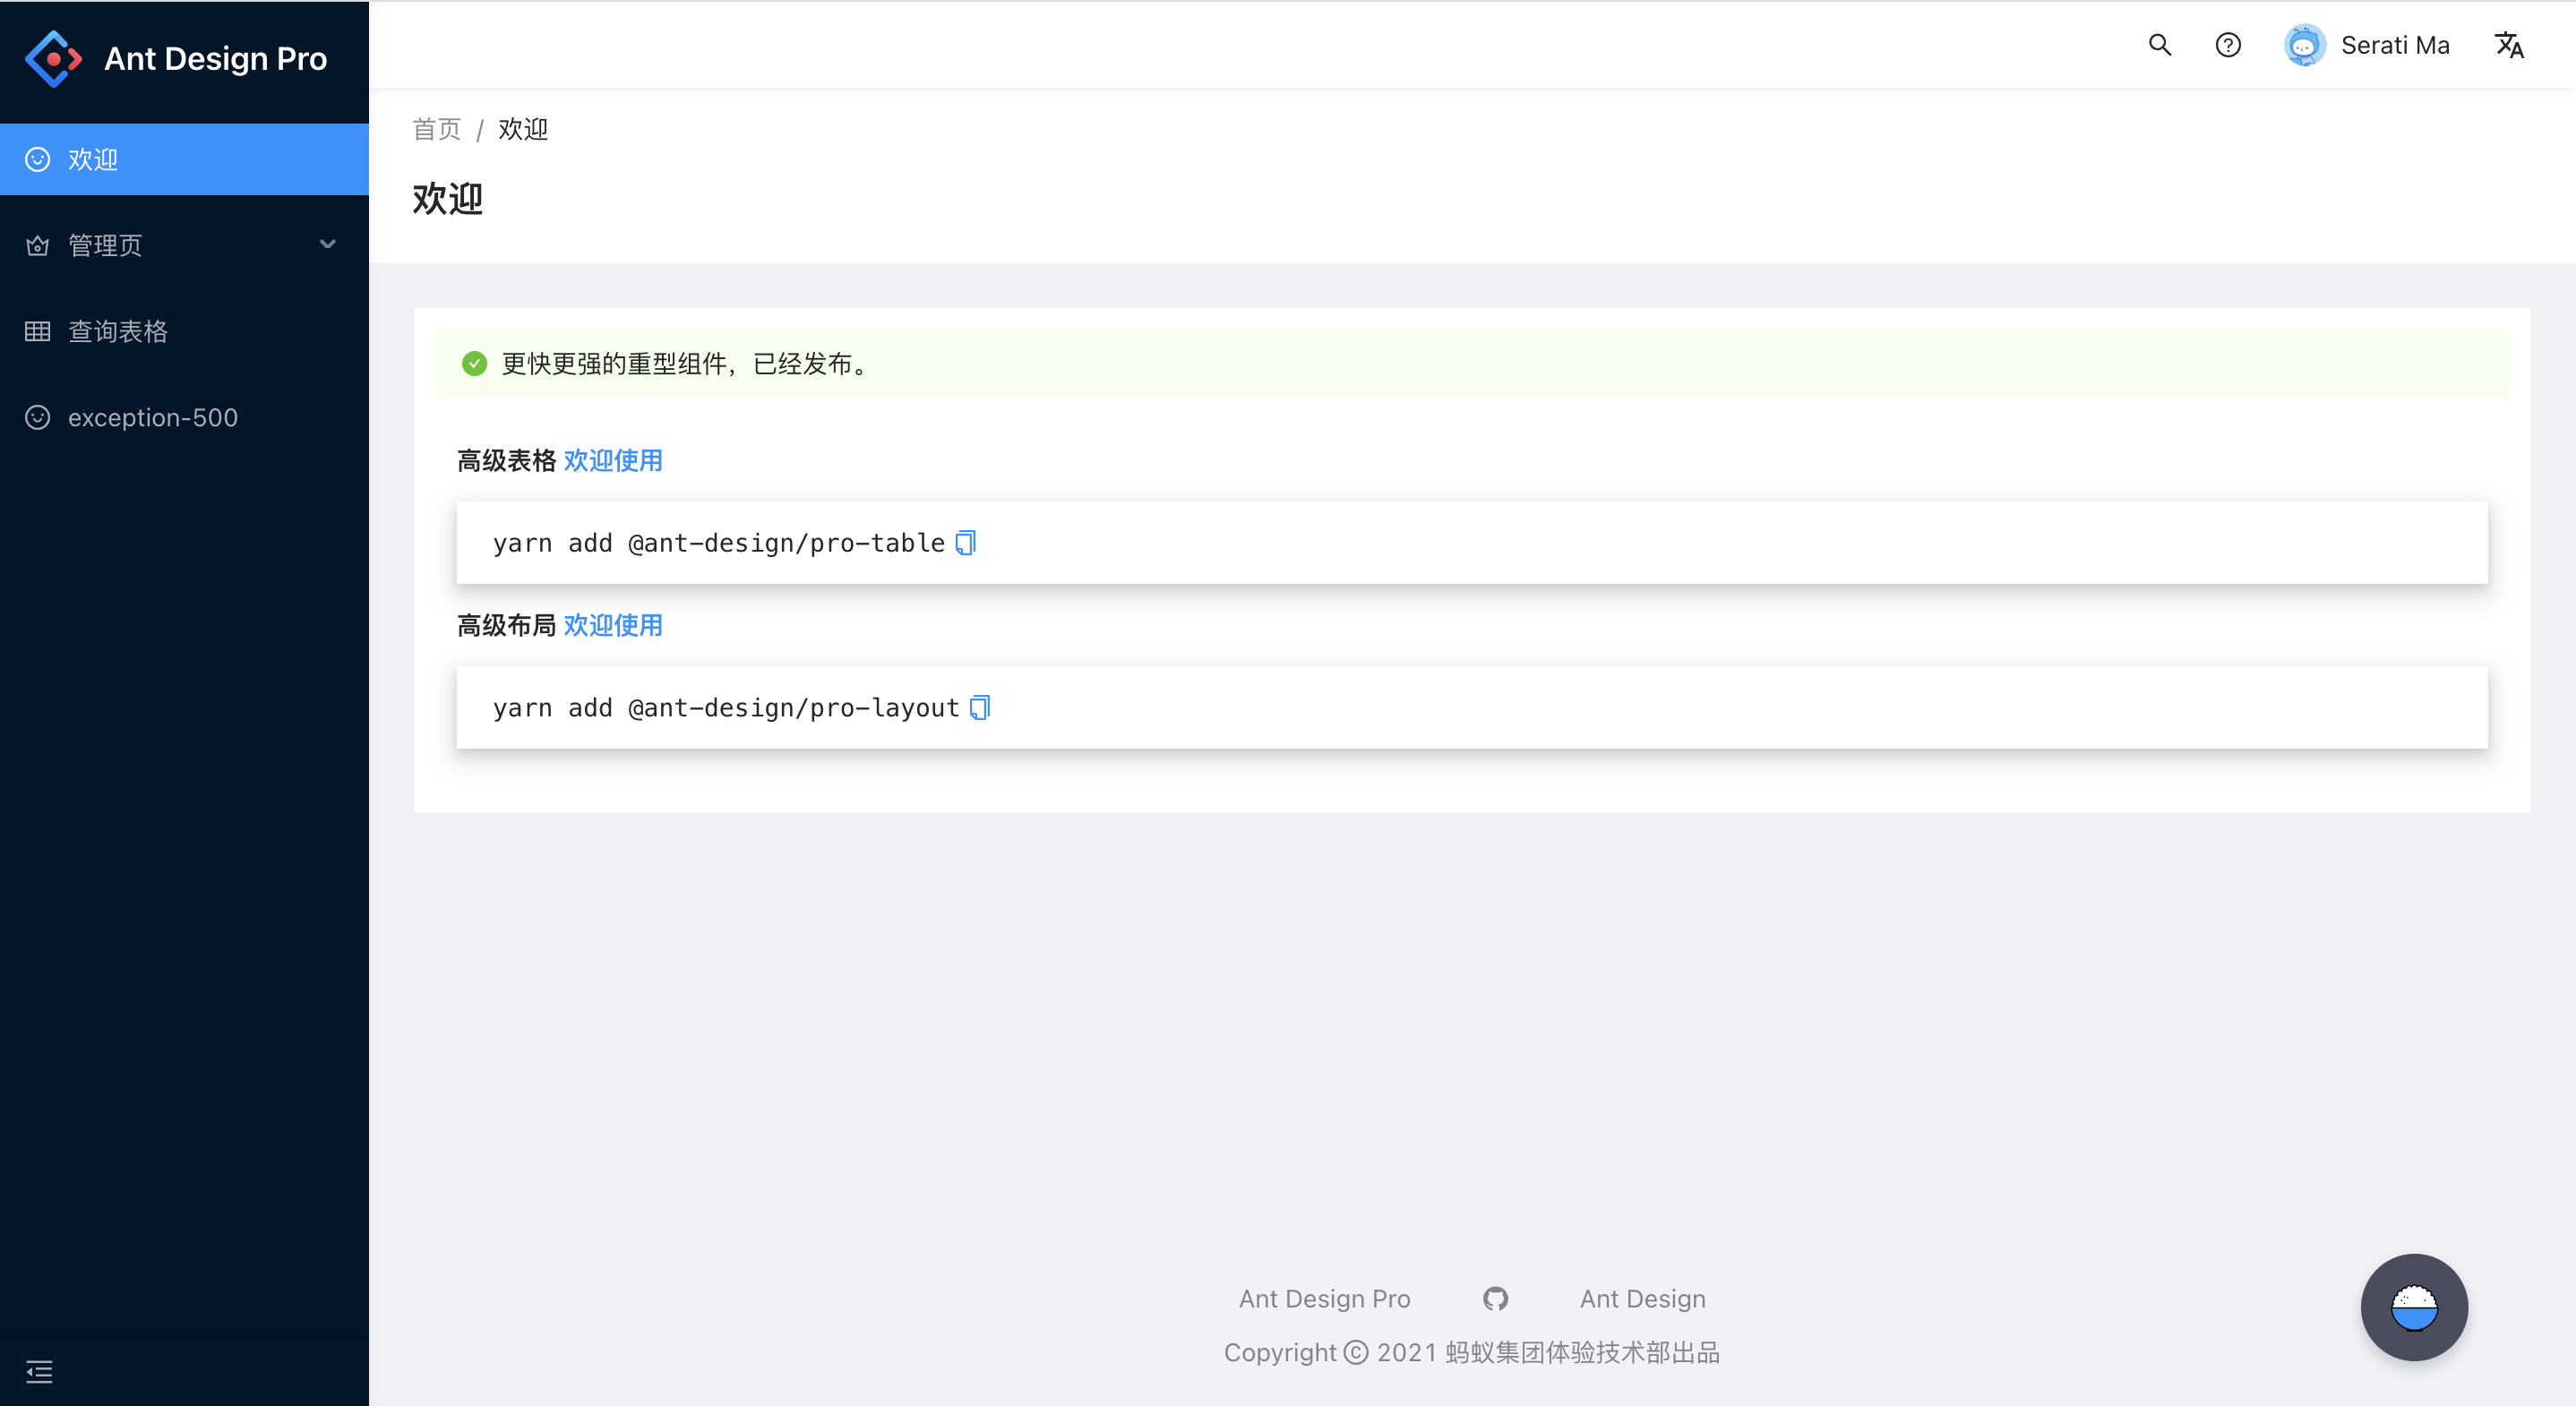 Ant Design Pro
Serati Ma
欢迎
管理页
查询表格
exception-500
首页 / 欢迎
欢迎
更快更强的重型组件，已经发布。
高级表格 欢迎使用
yarn add @ant-design/pro-table
高级布局 欢迎使用
yarn add @ant-design/pro-layout
Ant Design Pro Ant Design
Copyright © 2021 蚂蚁集团体验技术部出品